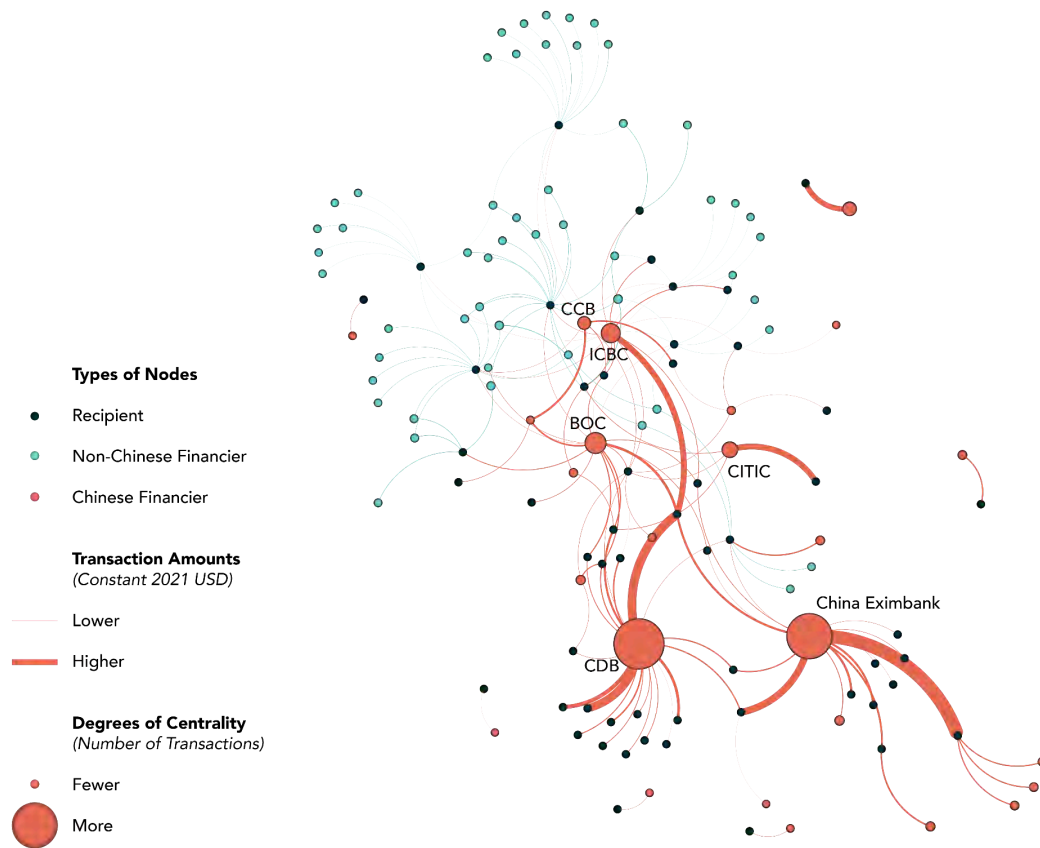 CCB
ICBC
BOC
CITIC
China Eximbank
CDB
Types of Nodes
Recipient
Non-Chinese Financier
Chinese Financier
Transaction Amounts
(Constant 2021 USD)
Lower
Higher
Degrees of Centrality
(Number of Transactions)
Fewer
More